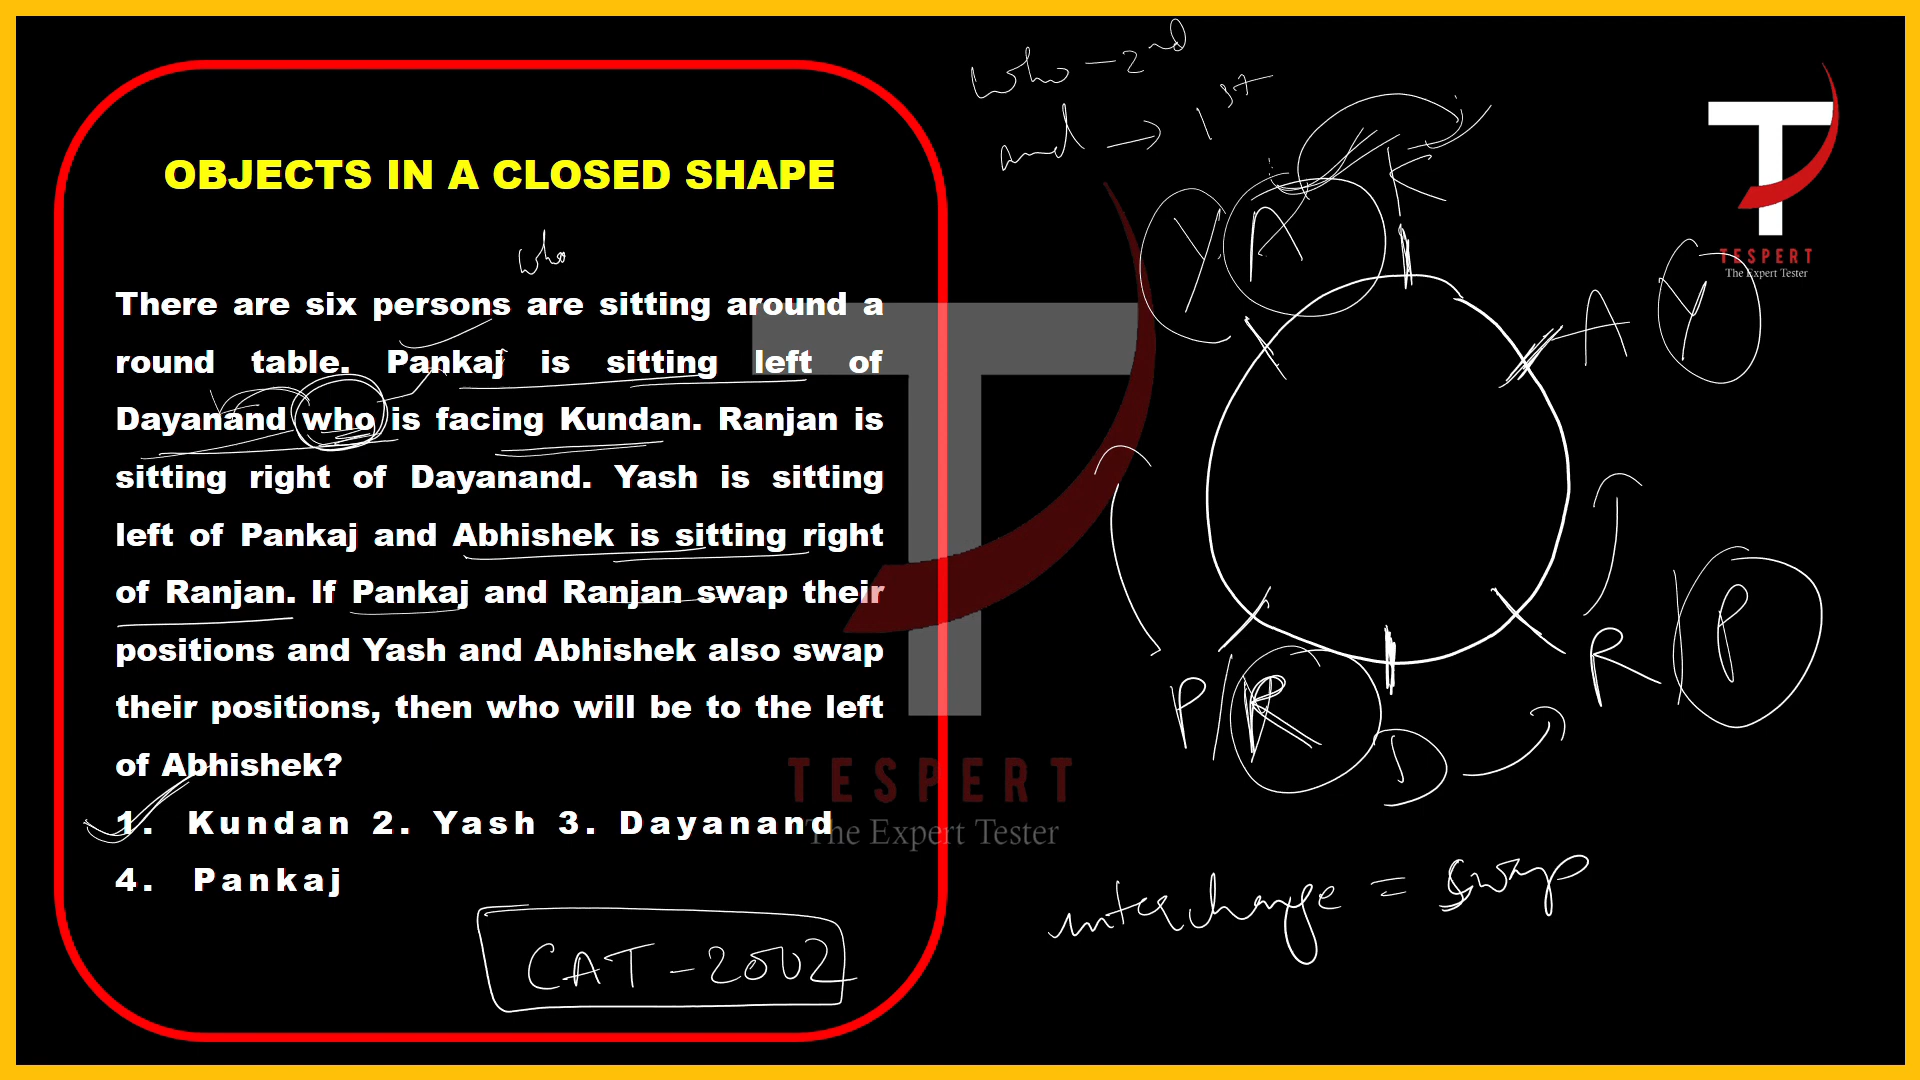 OBJECTS IN A CLOSED SHAPE
who
There are six persons are sitting around a
round table. Pankaj is sitting left of
Dayanand who is facing Kundan. Ranjan is
sitting right of Dayanand. Yash is sitting
left of Pankaj and Abhishek is sitting right
of Ranjan. If Pankaj and Ranjan swap their
positions and Yash and Abhishek also swap
their positions, then who will be to the left
of Abhishek?
1. Kundan 2. Yash 3. Dayanand
4. Pankaj
CAT-2002
who - 2nd
and → 1st
K
Y A
A Y
P/R
D
R/P
interchange = swap
TESPERT
The Expert Tester
T
TESPERT
The Expert Tester